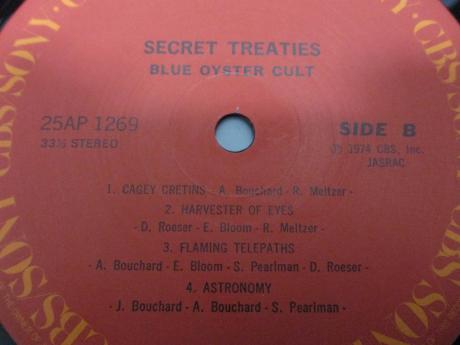 SECRET TREATIES
BLUE OYSTER CULT
25AP 1269
33⅓ STEREO
SIDE B
℗ 1974 CBS, Inc.
JASRAC
1. CAGEY CRETINS - A. Bouchard - R. Meltzer -
2. HARVESTER OF EYES
- D. Roeser - E. Bloom - R. Meltzer -
3. FLAMING TELEPATHS
- A. Bouchard - E. Bloom - S. Pearlman - D. Roeser -
4. ASTRONOMY
- J. Bouchard - A. Bouchard - S. Pearlman -
CBS/SONY
CBS/SONY
SONY
CBS